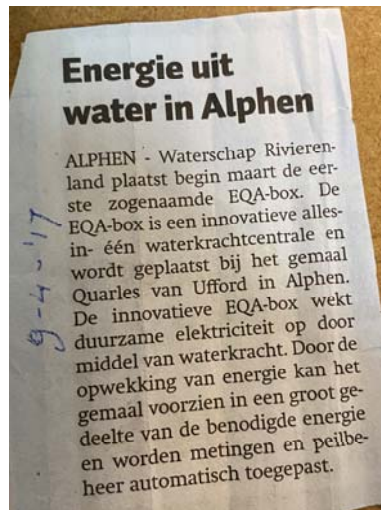 Energie uit
water in Alphen
ALPHEN - Waterschap Rivieren-
land plaatst begin maart de eer-
ste zogenaamde EQA-box. De
EQA-box is een innovatieve alles-
in- één waterkrachtcentrale en
wordt geplaatst bij het gemaal
Quarles van Ufford in Alphen.
De innovatieve EQA-box wekt
duurzame elektriciteit op door
middel van waterkracht. Door de
opwekking van energie kan het
gemaal voorzien in een groot ge-
deelte van de benodigde energie
en worden metingen en peilbe-
heer automatisch toegepast.
9-4-'17